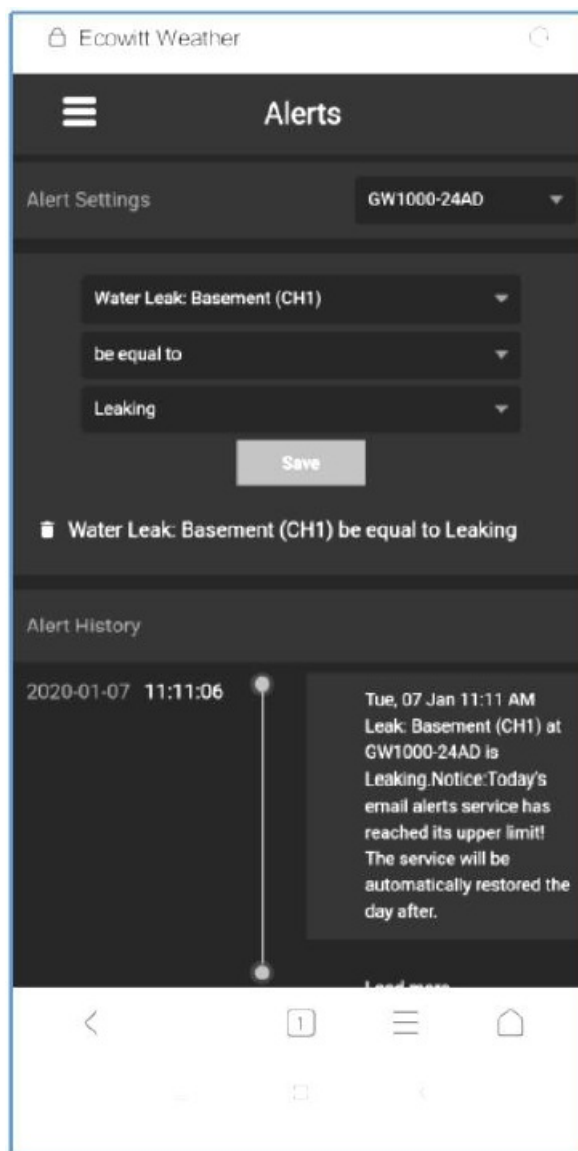 Ecowitt Weather
Alerts
Alert Settings
GW1000-24AD
Water Leak: Basement (CH1)
be equal to
Leaking
Save
Water Leak: Basement (CH1) be equal to Leaking
Alert History
2020-01-07 11:11:06
Tue, 07 Jan 11:11 AM
Leak: Basement (CH1) at
GW1000-24AD is
Leaking.Notice:Today's
email alerts service has
reached its upper limit!
The service will be
automatically restored the
day after.
Load more
1